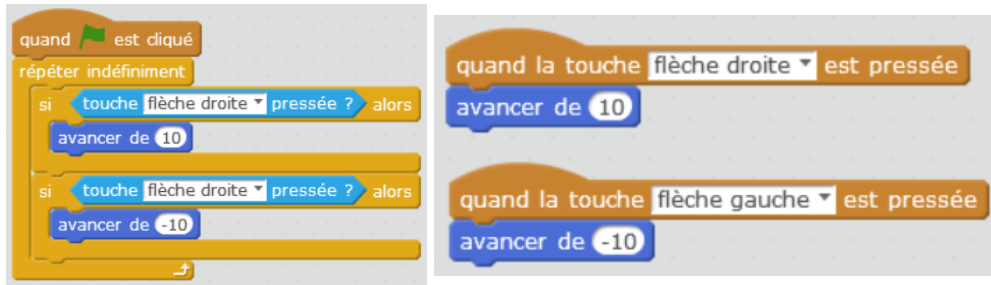 quand est cliqué
répéter indéfiniment
si touche flèche droite pressée ? alors
avancer de 10
si touche flèche droite pressée ? alors
avancer de -10
quand la touche flèche droite est pressée
avancer de 10
quand la touche flèche gauche est pressée
avancer de -10